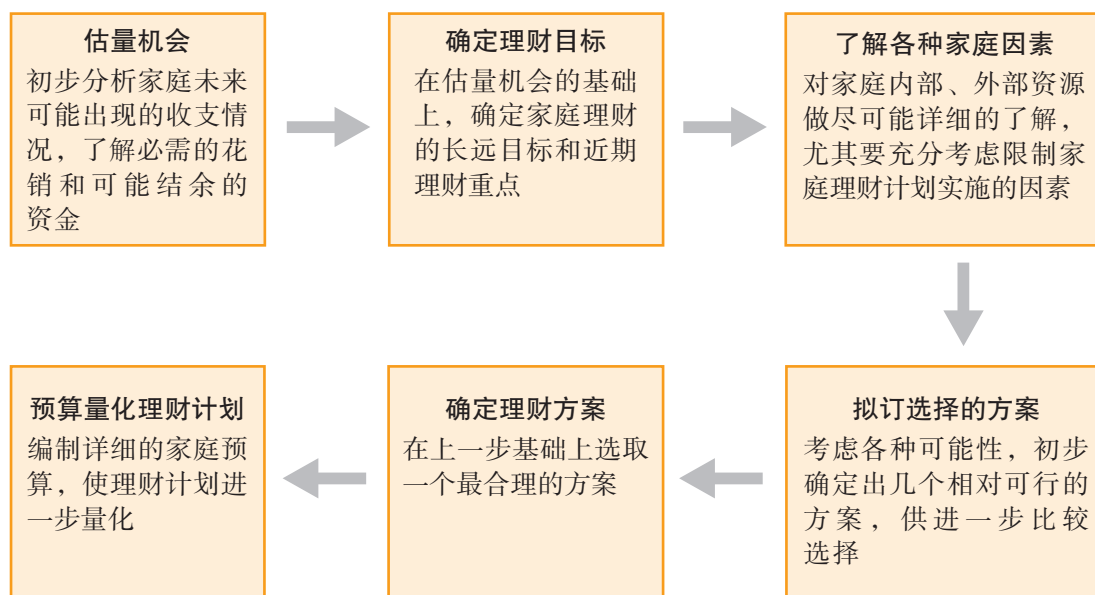 估量机会
初步分析家庭未来
可能出现的收支情
况，了解必需的花
销和可能结余的
资金
确定理财目标
在估量机会的基础
上，确定家庭理财
的长远目标和近期
理财重点
了解各种家庭因素
对家庭内部、外部资源
做尽可能详细的了解，
尤其要充分考虑限制家
庭理财计划实施的因素
拟订选择的方案
考虑各种可能性，初步
确定出几个相对可行的
方案，供进一步比较
选择
确定理财方案
在上一步基础上选取
一个最合理的方案
预算量化理财计划
编制详细的家庭预
算，使理财计划进
一步量化